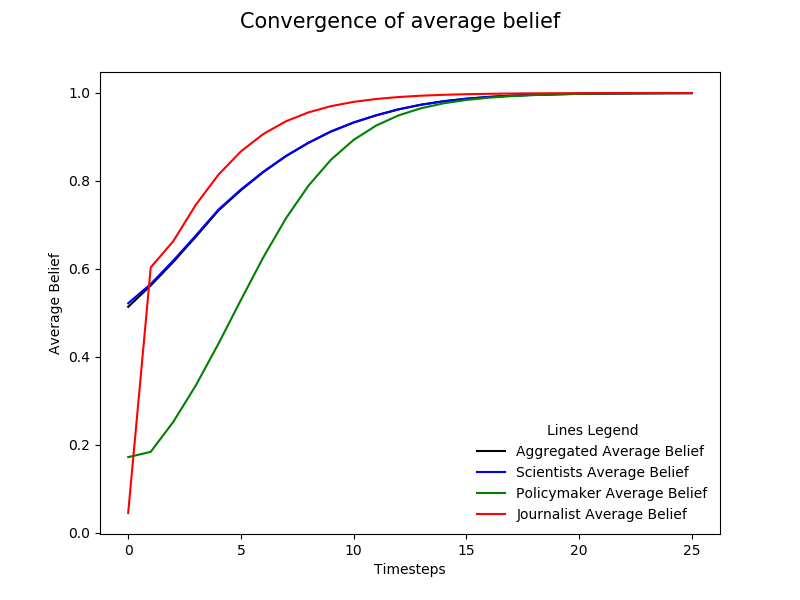 Convergence of average belief
1.0
0.8
0.6
0.4
0.2
0.0
Average Belief
Lines Legend
Aggregated Average Belief
Scientists Average Belief
Policymaker Average Belief
Journalist Average Belief
0 5 10 15 20 25
Timesteps